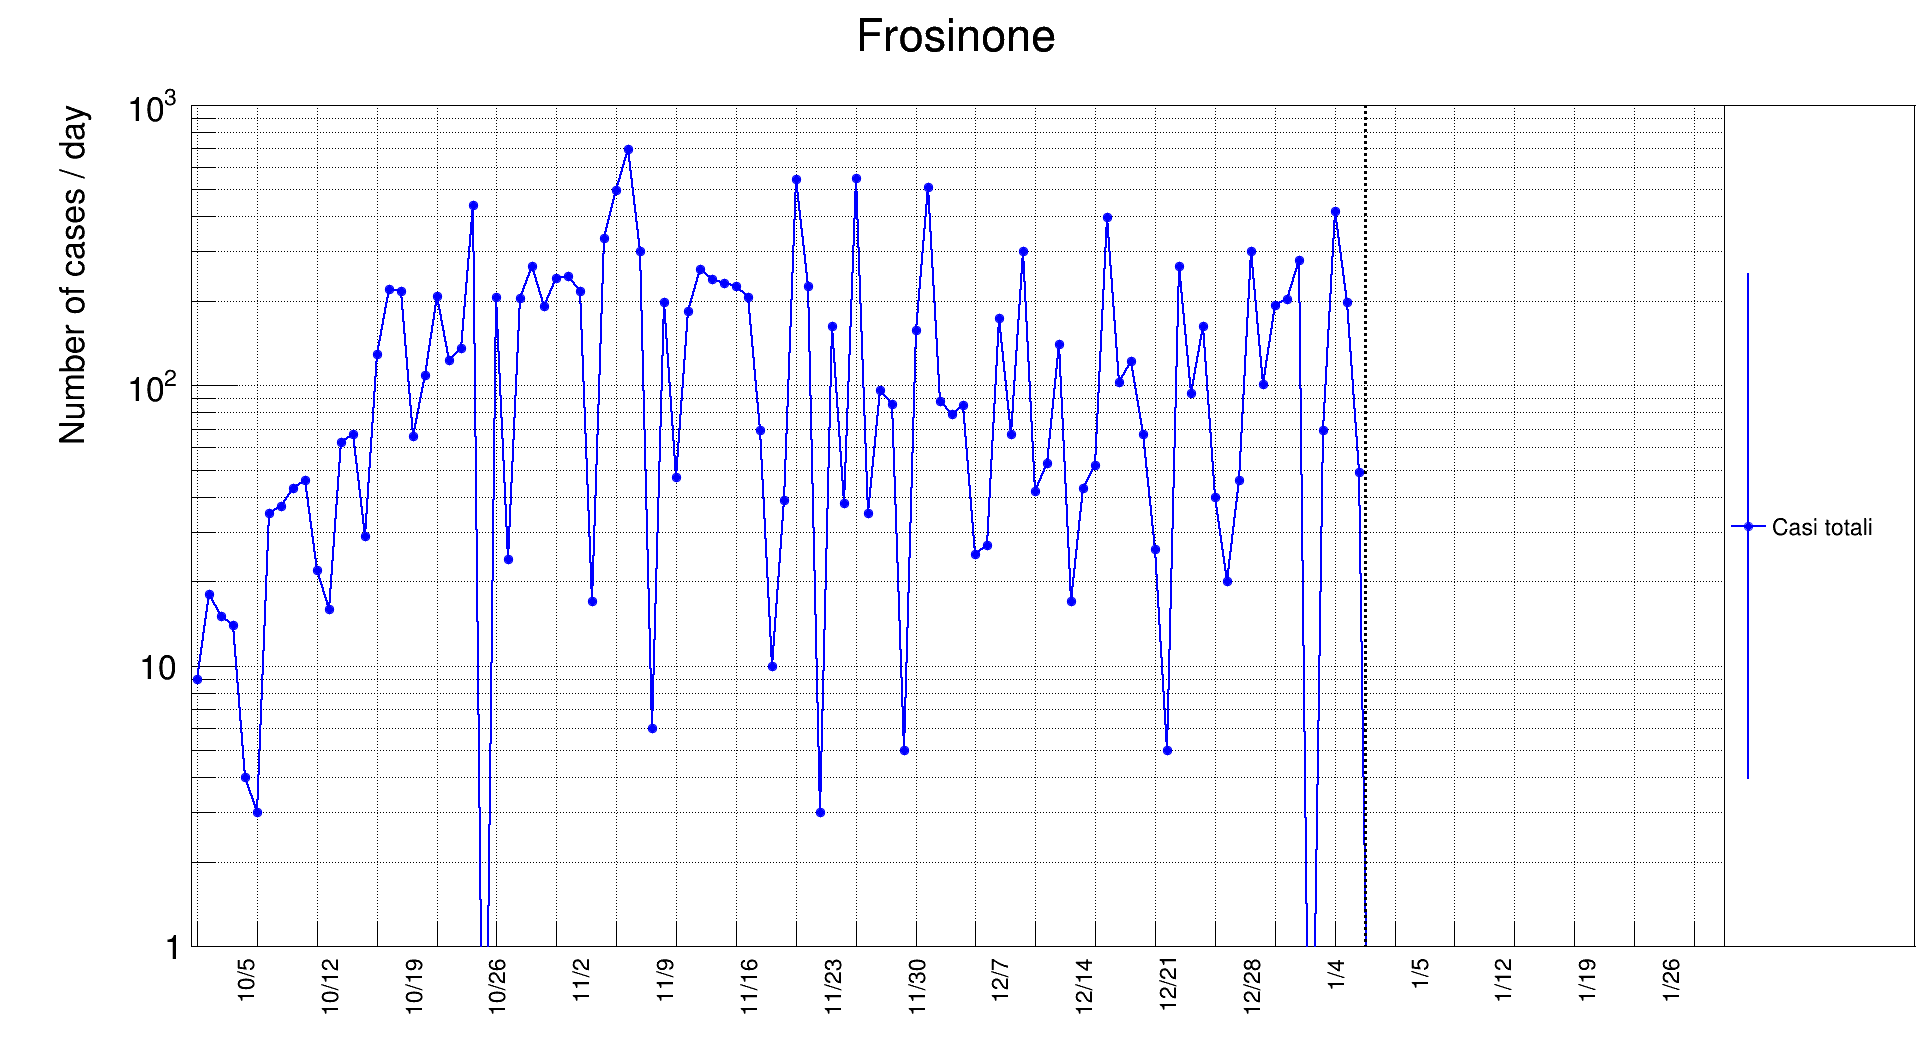 Frosinone
Number of cases / day
10³
10²
10
1
10/5 10/12 10/19 10/26 11/2 11/9 11/16 11/23 11/30 12/7 12/14 12/21 12/28 1/4 1/5 1/12 1/19 1/26
Casi totali